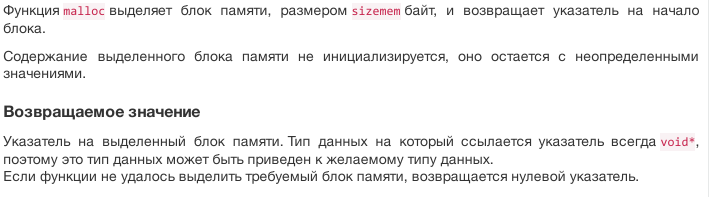 Функция malloc выделяет блок памяти, размером sizemem байт, и возвращает указатель на начало
блока.
Содержание выделенного блока памяти не инициализируется, оно остается с неопределенными
значениями.
Возвращаемое значение
Указатель на выделенный блок памяти. Тип данных на который ссылается указатель всегда void*,
поэтому это тип данных может быть приведен к желаемому типу данных.
Если функции не удалось выделить требуемый блок памяти, возвращается нулевой указатель.